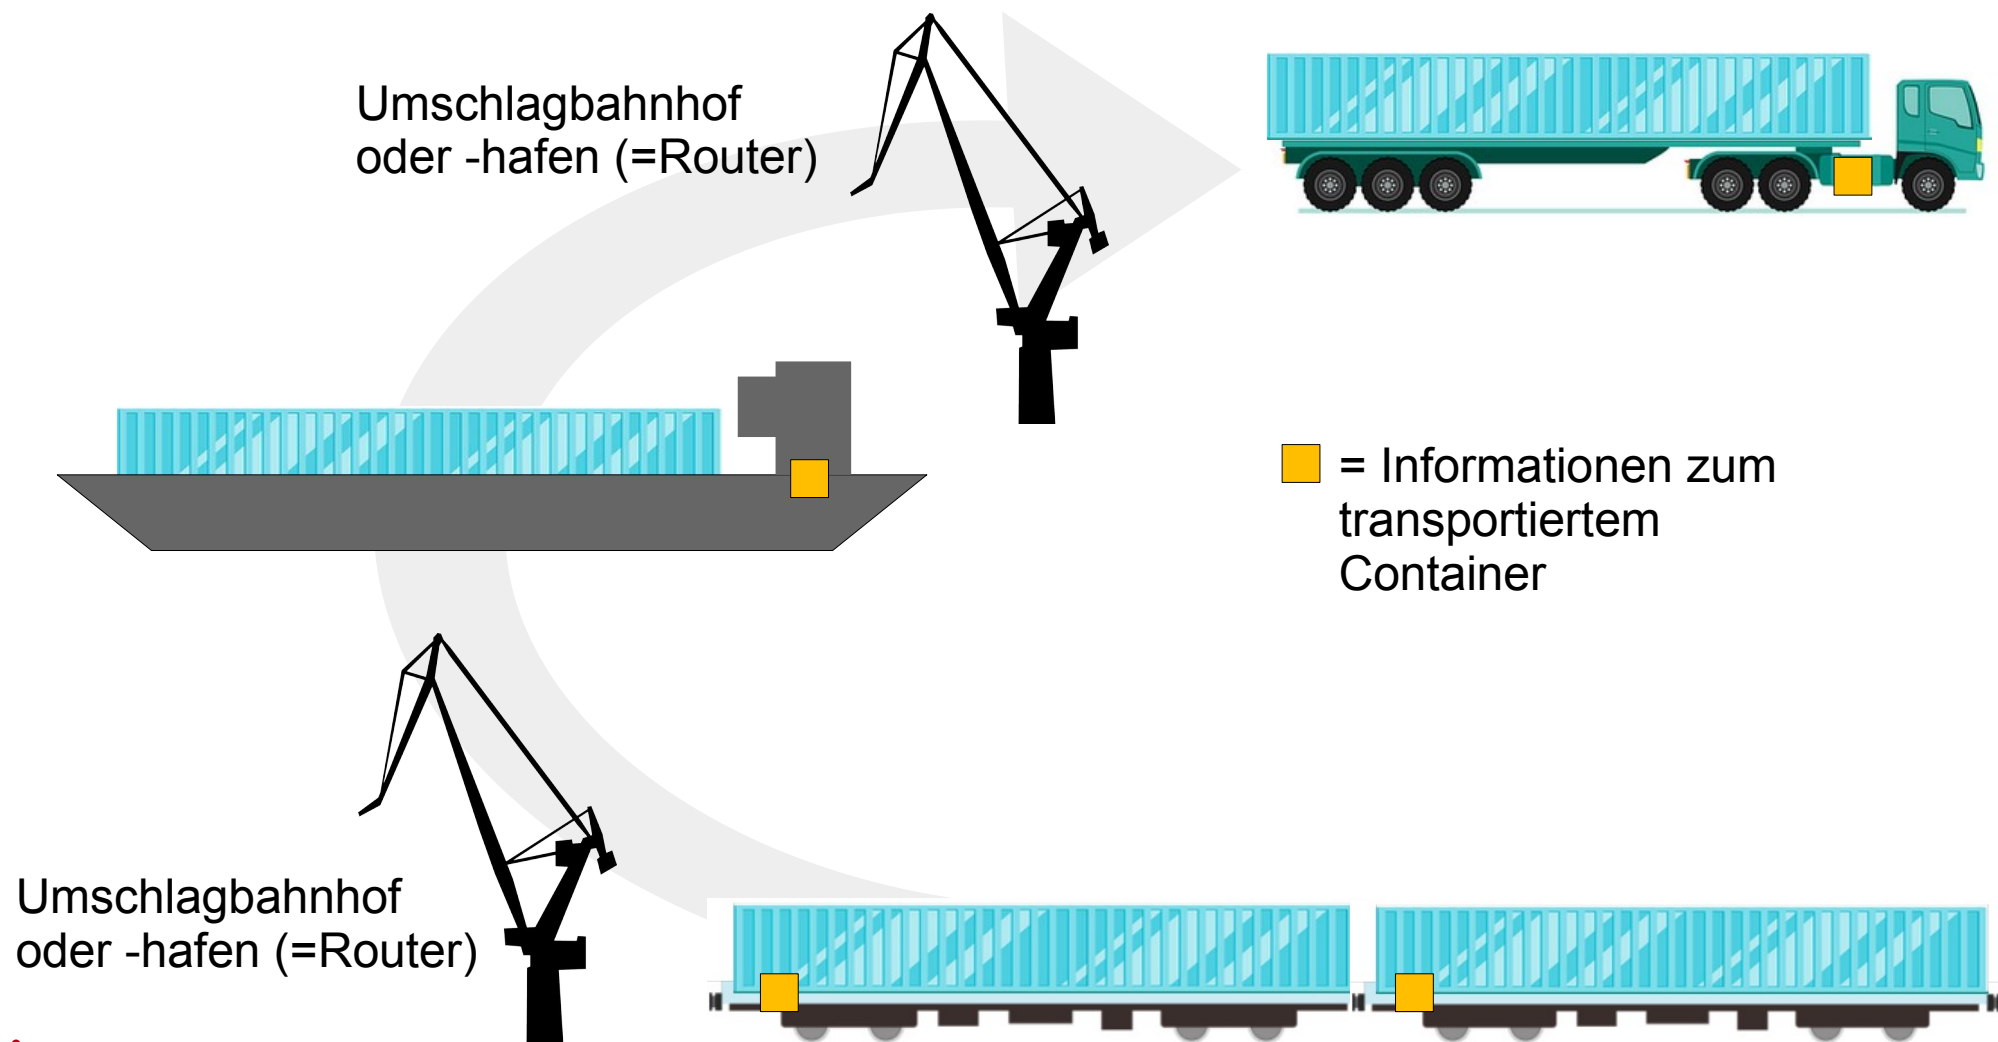 Umschlagbahnhof
oder -hafen (=Router)
= Informationen zum
transportiertem
Container
Umschlagbahnhof
oder -hafen (=Router)